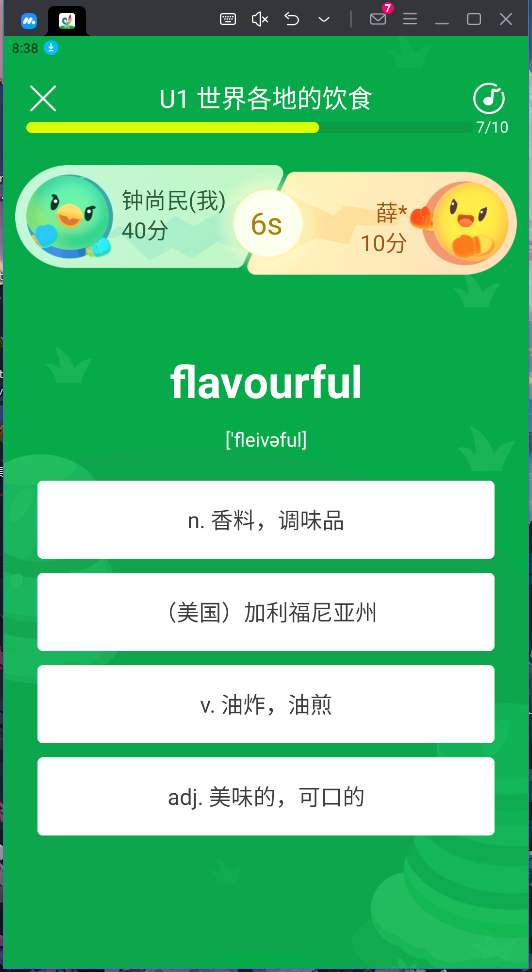 7
8:38
U1 世界各地的饮食
7/10
钟尚民(我)
40分
6s
薛*
10分
flavourful
['fleivəful]
n. 香料，调味品
（美国）加利福尼亚州
v. 油炸，油煎
adj. 美味的，可口的